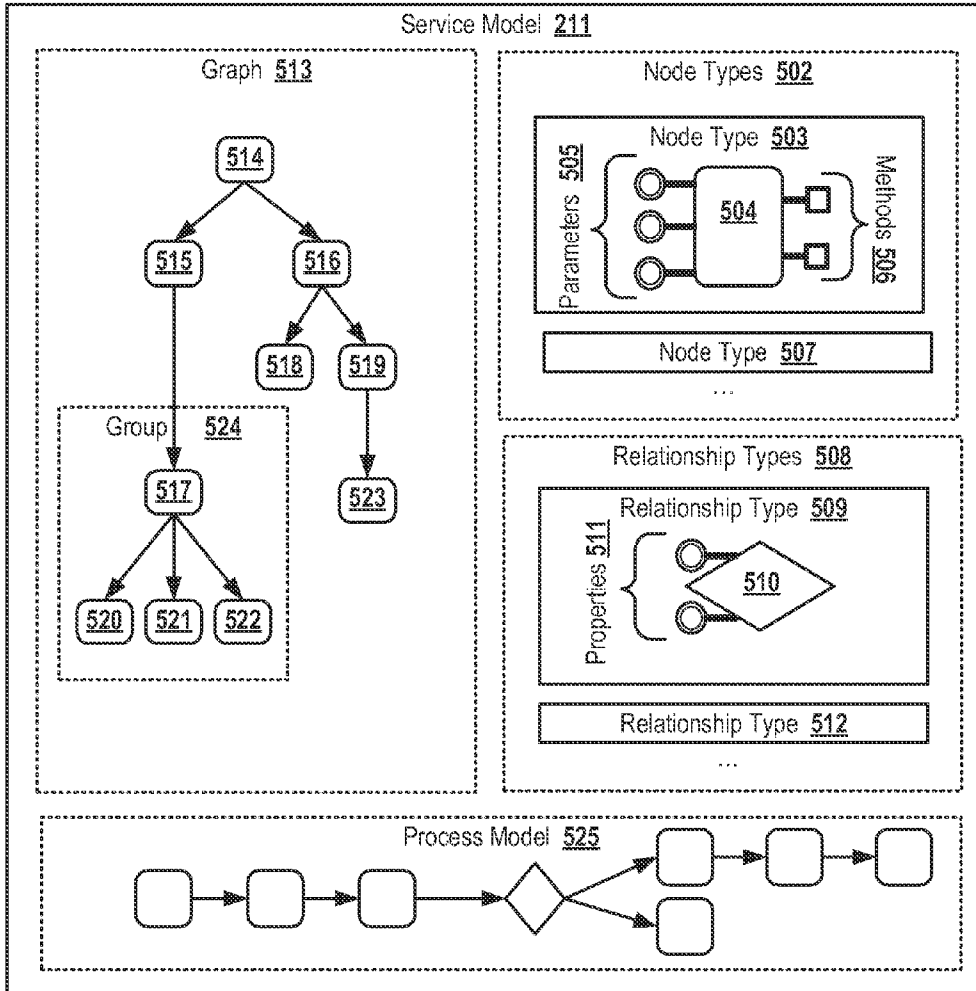 Service Model 211
Graph 513
514
515
516
518
519
Group 524
517
523
520
521
522
Node Types 502
Node Type 503
Parameters 505
504
Methods 506
Node Type 507
...
Relationship Types 508
Relationship Type 509
Properties 511
510
Relationship Type 512
...
Process Model 525